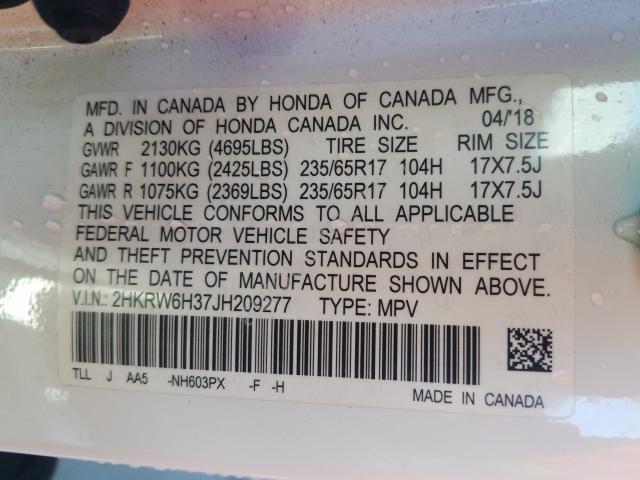 MFD. IN CANADA BY HONDA OF CANADA MFG.,
A DIVISION OF HONDA CANADA INC. 04/'18
GVWR 2130KG (4695LBS) TIRE SIZE RIM SIZE
GAWR F 1100KG (2425LBS) 235/65R17 104H 17X7.5J
GAWR R 1075KG (2369LBS) 235/65R17 104H 17X7.5J
THIS VEHICLE CONFORMS TO ALL APPLICABLE
FEDERAL MOTOR VEHICLE SAFETY
AND THEFT PREVENTION STANDARDS IN EFFECT
ON THE DATE OF MANUFACTURE SHOWN ABOVE.
V.I.N.: 2HKRW6H37JH209277 TYPE: MPV
TLL J AA5 -NH603PX -F -H
MADE IN CANADA